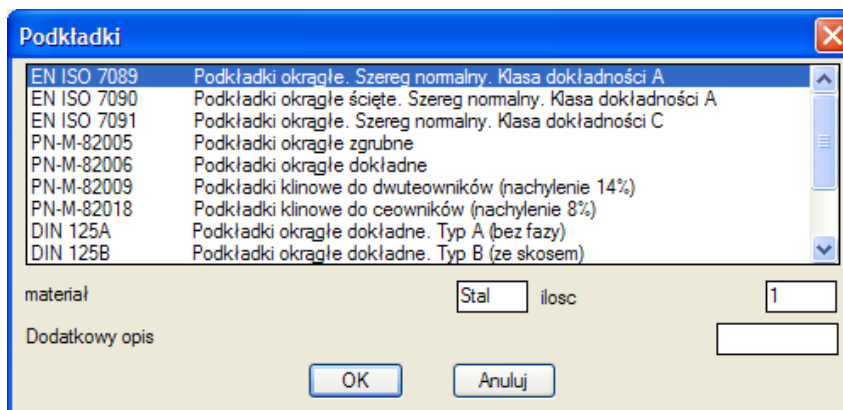 Podkładki
EN ISO 7089 Podkładki okrągłe. Szereg normalny. Klasa dokładności A
EN ISO 7090 Podkładki okrągłe ścięte. Szereg normalny. Klasa dokładności A
EN ISO 7091 Podkładki okrągłe. Szereg normalny. Klasa dokładności C
PN-M-82005 Podkładki okrągłe zgrubne
PN-M-82006 Podkładki okrągłe dokładne
PN-M-82009 Podkładki klinowe do dwuteowników (nachylenie 14%)
PN-M-82018 Podkładki klinowe do ceowników (nachylenie 8%)
DIN 125A Podkładki okrągłe dokładne. Typ A (bez fazy)
DIN 125B Podkładki okrągłe dokładne. Typ B (ze skosem)
materiał Stal ilosc 1
Dodatkowy opis
OK Anuluj